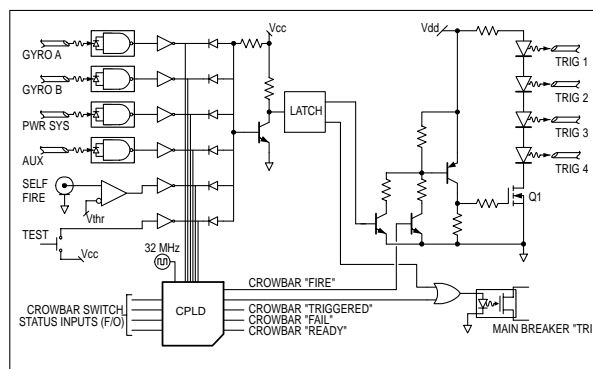 GYRO A
GYRO B
PWR SYS
AUX
SELF
FIRE
Vthr
TEST
Vcc
Vcc
LATCH
Vdd
TRIG 1
TRIG 2
TRIG 3
TRIG 4
Q1
32 MHz
CPLD
CROWBAR SWITCH
STATUS INPUTS (F/O)
CROWBAR "FIRE"
CROWBAR "TRIGGERED"
CROWBAR "FAIL"
CROWBAR "READY"
MAIN BREAKER "TRI